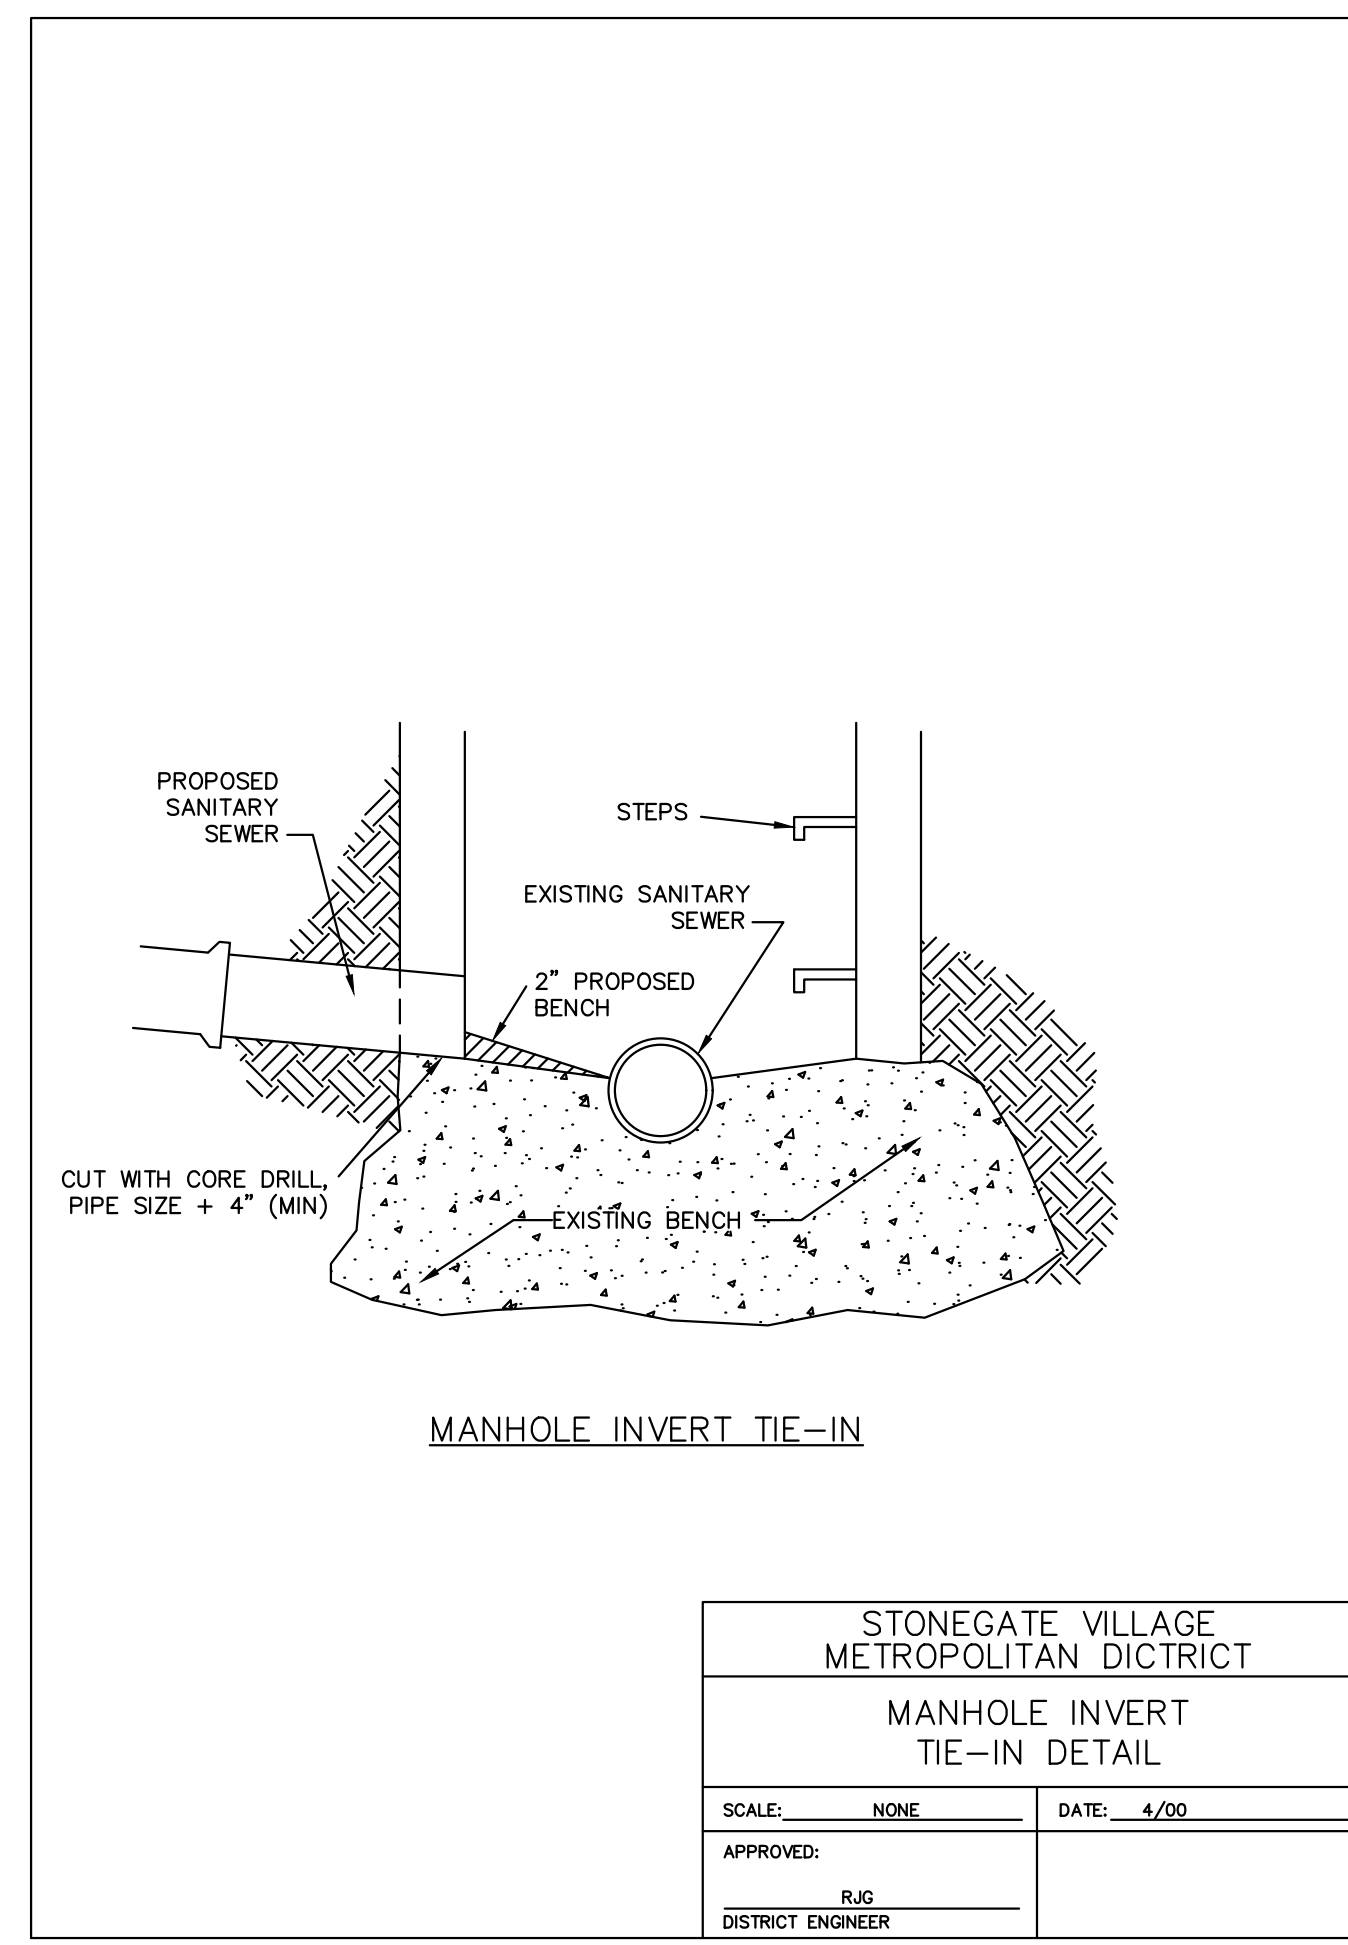 PROPOSED
SANITARY
SEWER
STEPS
EXISTING SANITARY
SEWER
2" PROPOSED
BENCH
CUT WITH CORE DRILL,
PIPE SIZE + 4" (MIN)
EXISTING BENCH
MANHOLE INVERT TIE-IN
STONEGATE VILLAGE
METROPOLITAN DICTRICT
MANHOLE INVERT
TIE-IN DETAIL
SCALE: NONE
DATE: 4/00
APPROVED:
RJG
DISTRICT ENGINEER